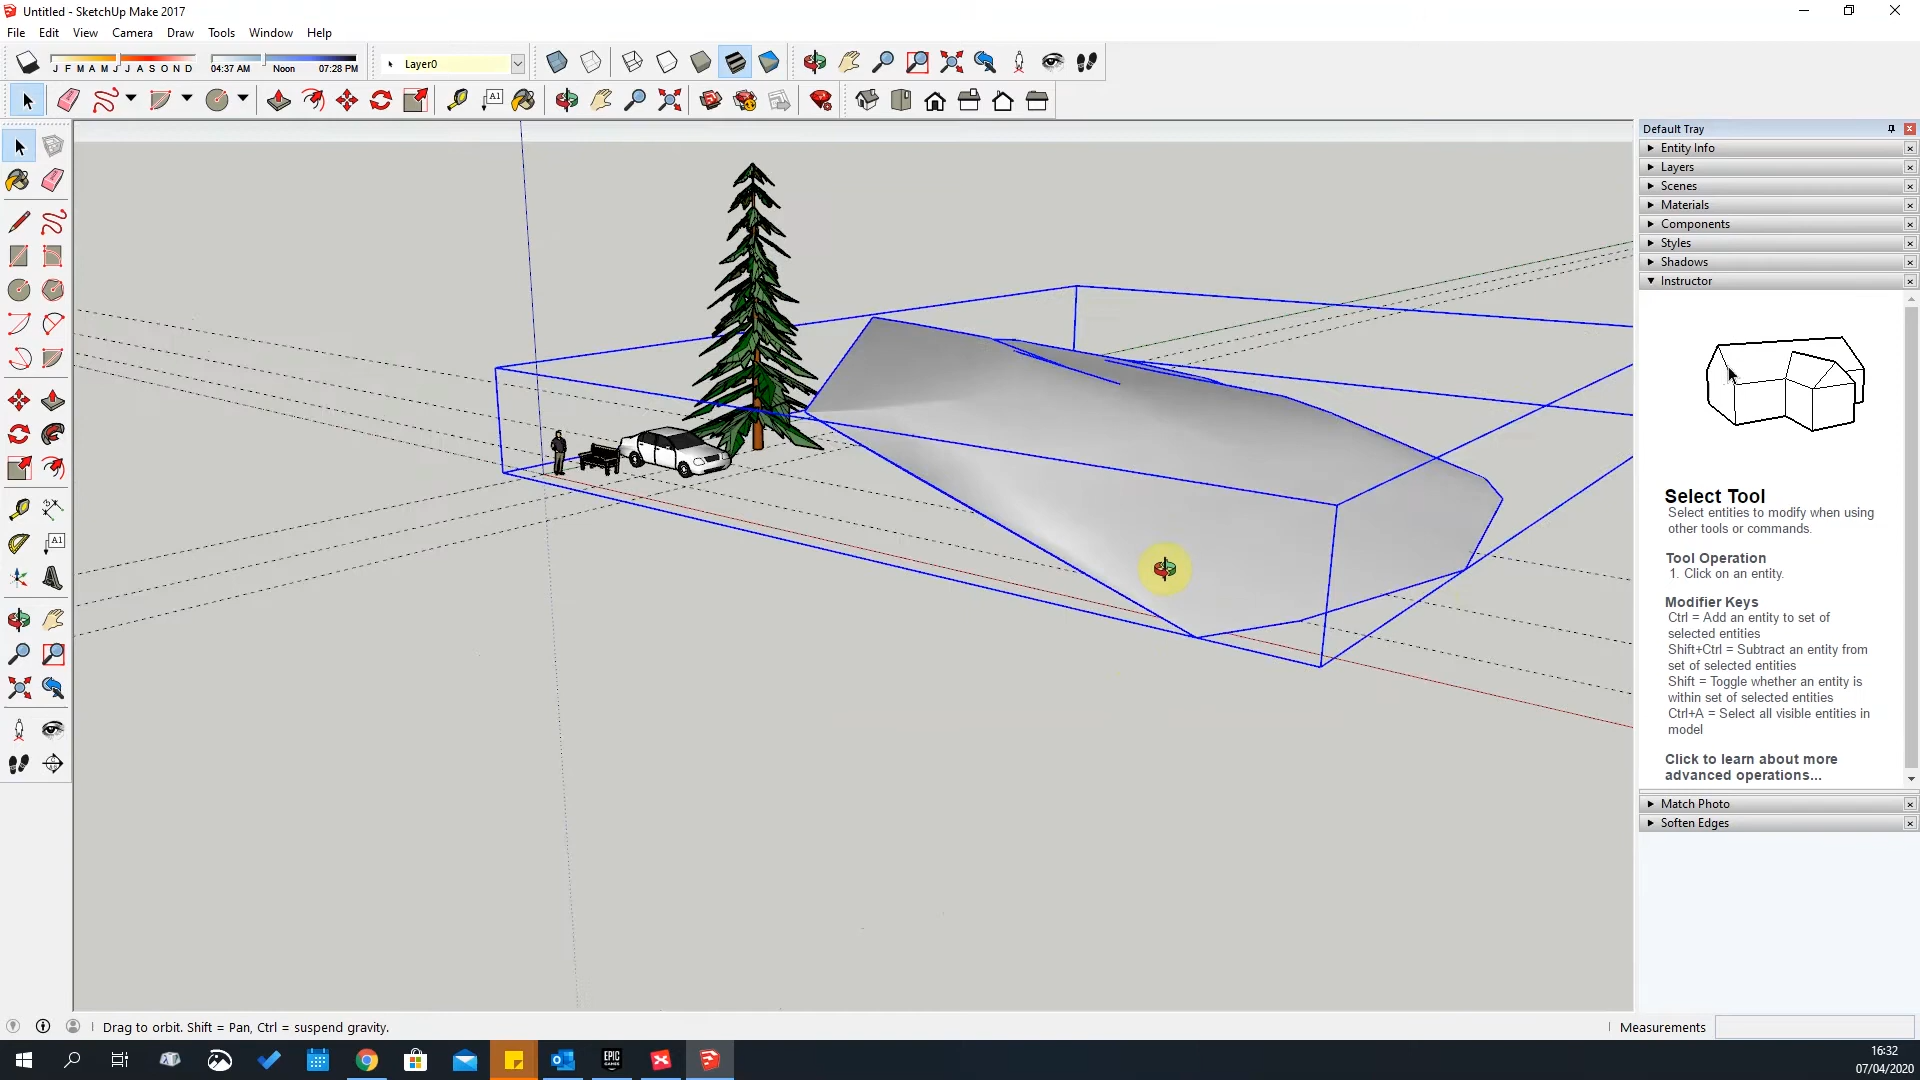 Untitled - SketchUp Make 2017
File Edit View Camera Draw Tools Window Help
J F M A M J J A S O N D
04:37 AM Noon 07:28 PM
Layer0
A1
A1
Default Tray
Entity Info
Layers
Scenes
Materials
Components
Styles
Shadows
Instructor
Select Tool
Select entities to modify when using
other tools or commands.
Tool Operation
1. Click on an entity.
Modifier Keys
Ctrl = Add an entity to set of
selected entities
Shift+Ctrl = Subtract an entity from
set of selected entities
Shift = Toggle whether an entity is
within set of selected entities
Ctrl+A = Select all visible entities in
model
Click to learn about more
advanced operations...
Match Photo
Soften Edges
Drag to orbit. Shift = Pan, Ctrl = suspend gravity.
Measurements
EPIC
GAMES
16:32
07/04/2020